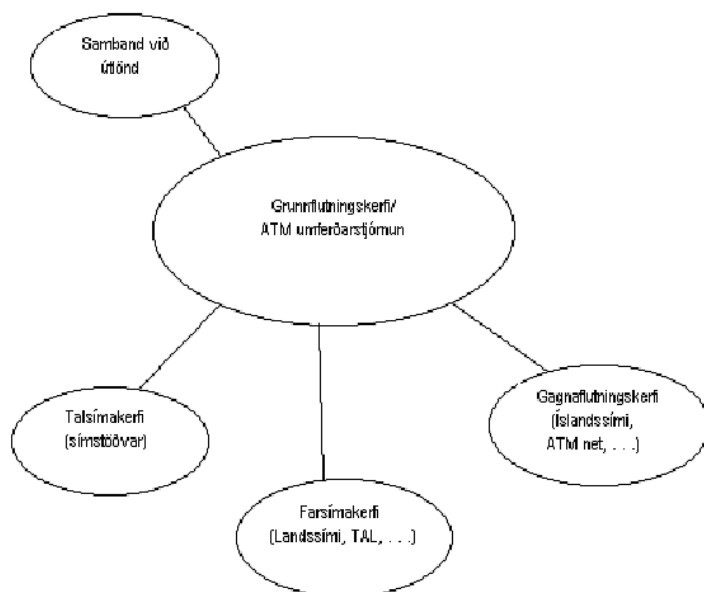 Samband við
útlönd
Grunnflutningskerfi/
ATM umferðarstjórnun
Talsímakerfi
(símstöðvar)
Farsímakerfi
(Landssími, TAL, . . .)
Gagnaflutningskerfi
(Íslandssími,
ATM net, . . .)